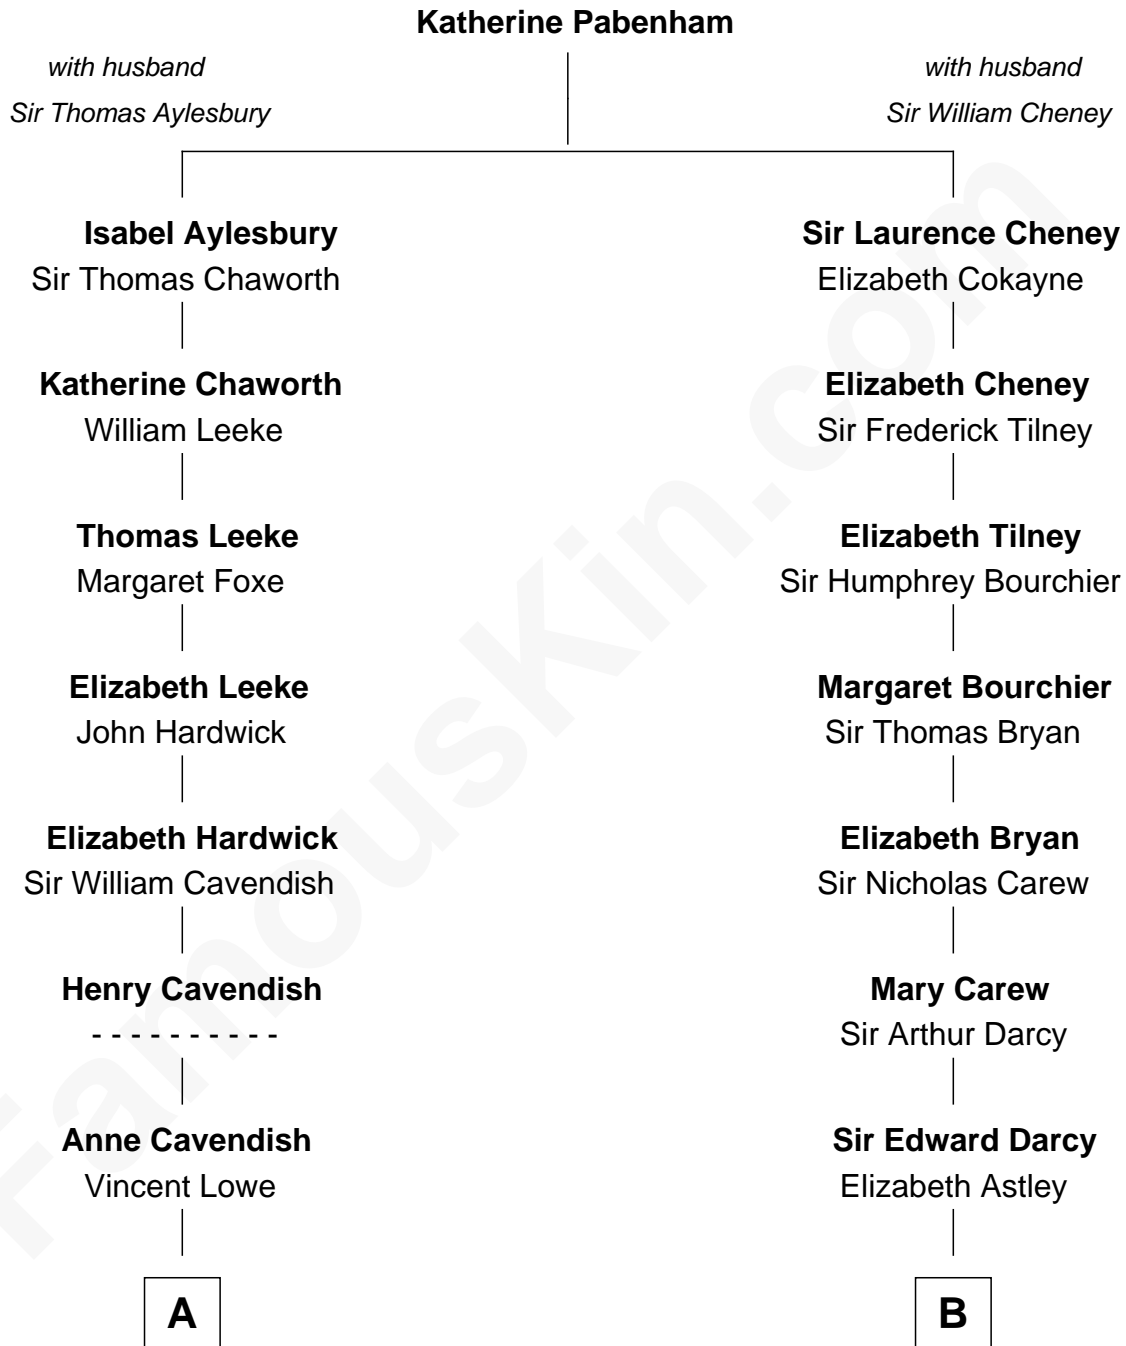 Katherine Pabenham
with husband
Sir Thomas Aylesbury
with husband
Sir William Cheney
Isabel Aylesbury
Sir Thomas Chaworth
Sir Laurence Cheney
Elizabeth Cokayne
Katherine Chaworth
William Leeke
Elizabeth Cheney
Sir Frederick Tilney
Thomas Leeke
Margaret Foxe
Elizabeth Tilney
Sir Humphrey Bourchier
Elizabeth Leeke
John Hardwick
Margaret Bourchier
Sir Thomas Bryan
Elizabeth Hardwick
Sir William Cavendish
Elizabeth Bryan
Sir Nicholas Carew
Henry Cavendish
- - - - - - - - - -
Mary Carew
Sir Arthur Darcy
Anne Cavendish
Vincent Lowe
Sir Edward Darcy
Elizabeth Astley
A
B
FamousKin.com